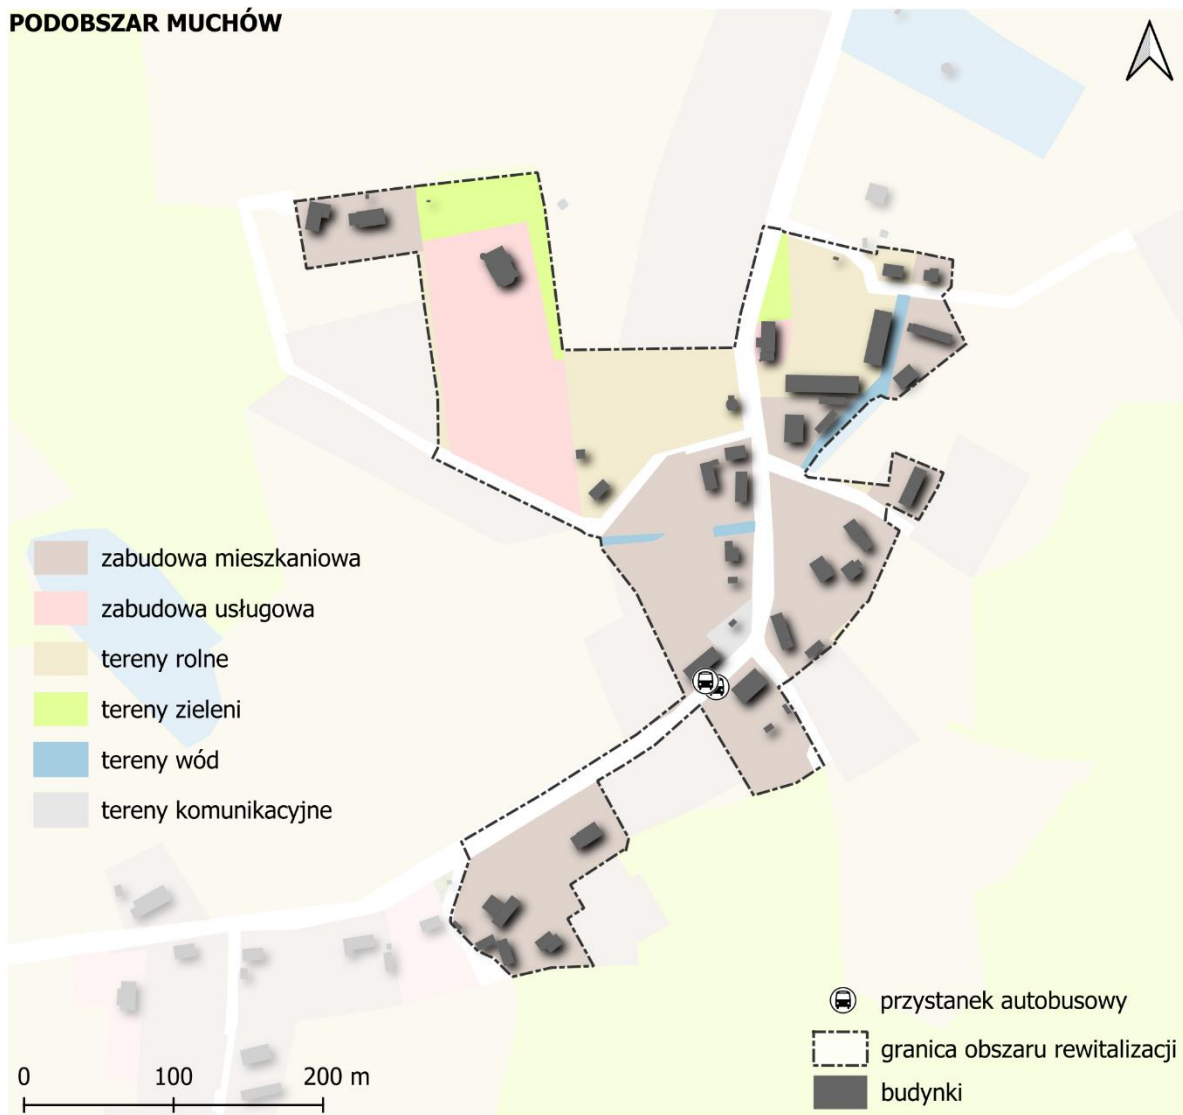 PODOBSZAR MUCHÓW
zabudowa mieszkaniowa
zabudowa usługowa
tereny rolne
tereny zieleni
tereny wód
tereny komunikacyjne
przystanek autobusowy
granica obszaru rewitalizacji
budynki
0 100 200 m